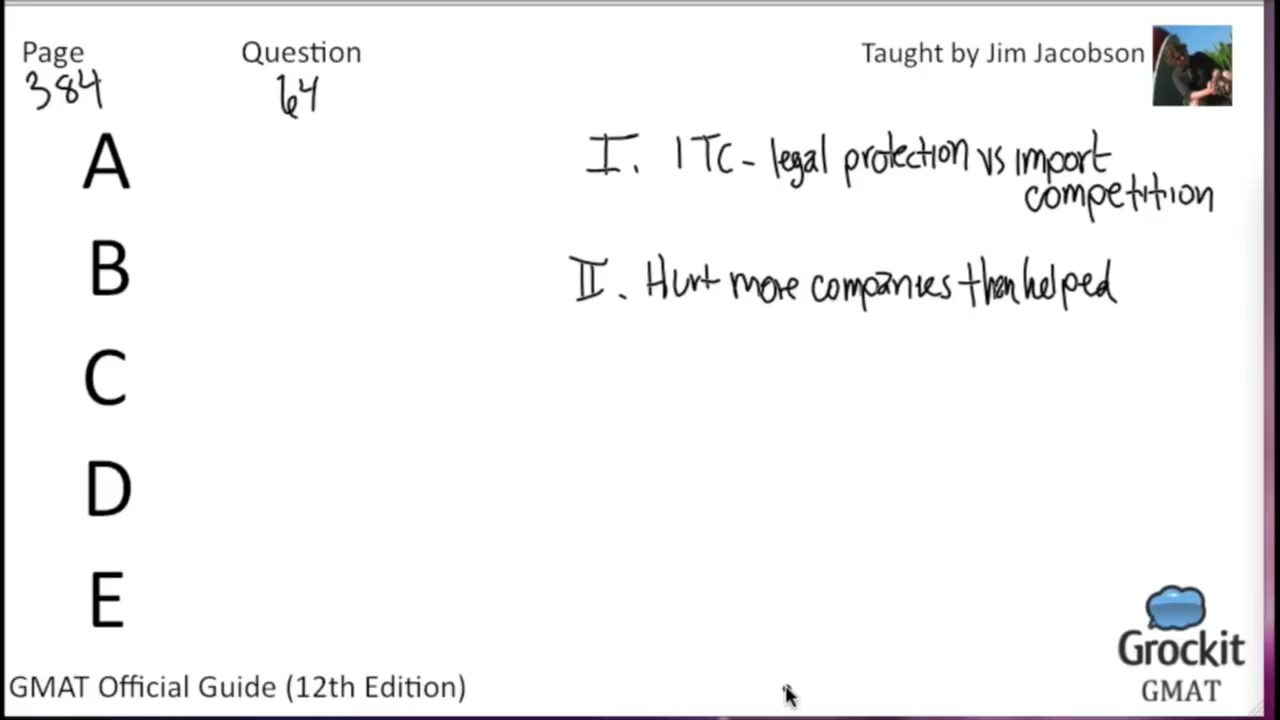 Page
Question
Taught by Jim Jacobson
384
64
A
I. ITC - legal protection vs import
competition
B
II. Hurt more companies than helped
C
D
E
Grockit
GMAT
GMAT Official Guide (12th Edition)